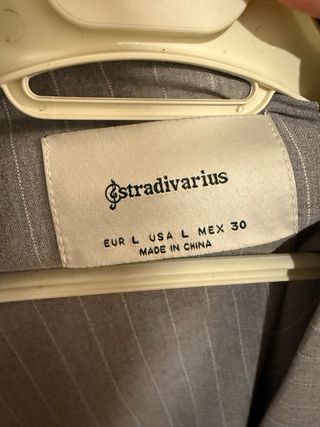 stradivarius
EUR L USA L MEX 30
MADE IN CHINA